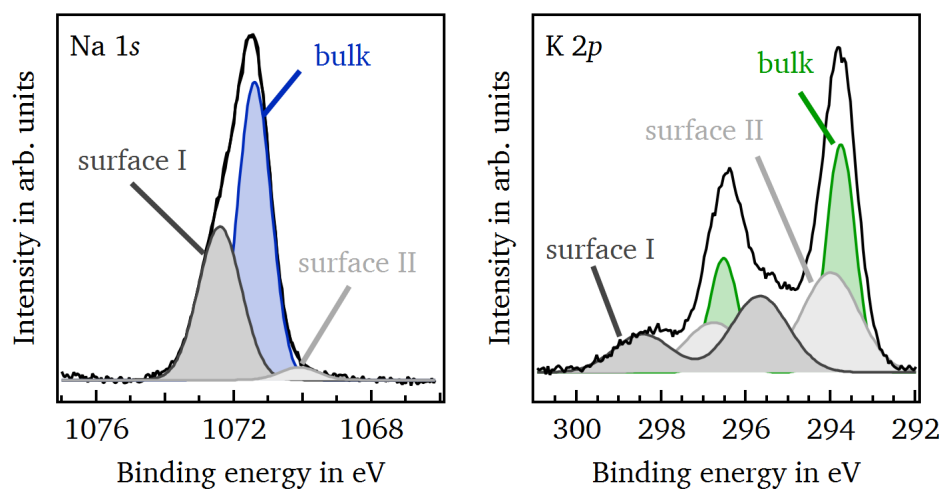 Na 1s
bulk
surface I
surface II
Intensity in arb. units
1076
1072
1068
Binding energy in eV
K 2p
bulk
surface II
surface I
Intensity in arb. units
300
298
296
294
292
Binding energy in eV